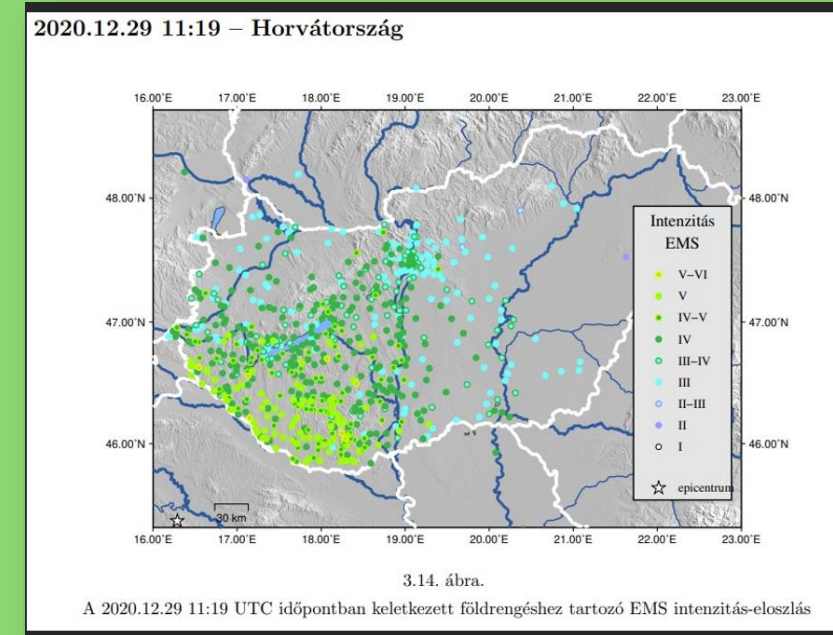 2020.12.29 11:19 – Horvátország
16.00°E 17.00°E 18.00°E 19.00°E 20.00°E 21.00°E 22.00°E 23.00°E
48.00°N 48.00°N
Intenzitás
EMS
V–VI
V
IV–V
47.00°N 47.00°N
IV
III–IV
III
II–III
II
46.00°N 46.00°N
I
epicentrum
30 km
16.00°E 17.00°E 18.00°E 19.00°E 20.00°E 21.00°E 22.00°E 23.00°E
3.14. ábra.
A 2020.12.29 11:19 UTC időpontban keletkezett földrengéshez tartozó EMS intenzitás-eloszlás